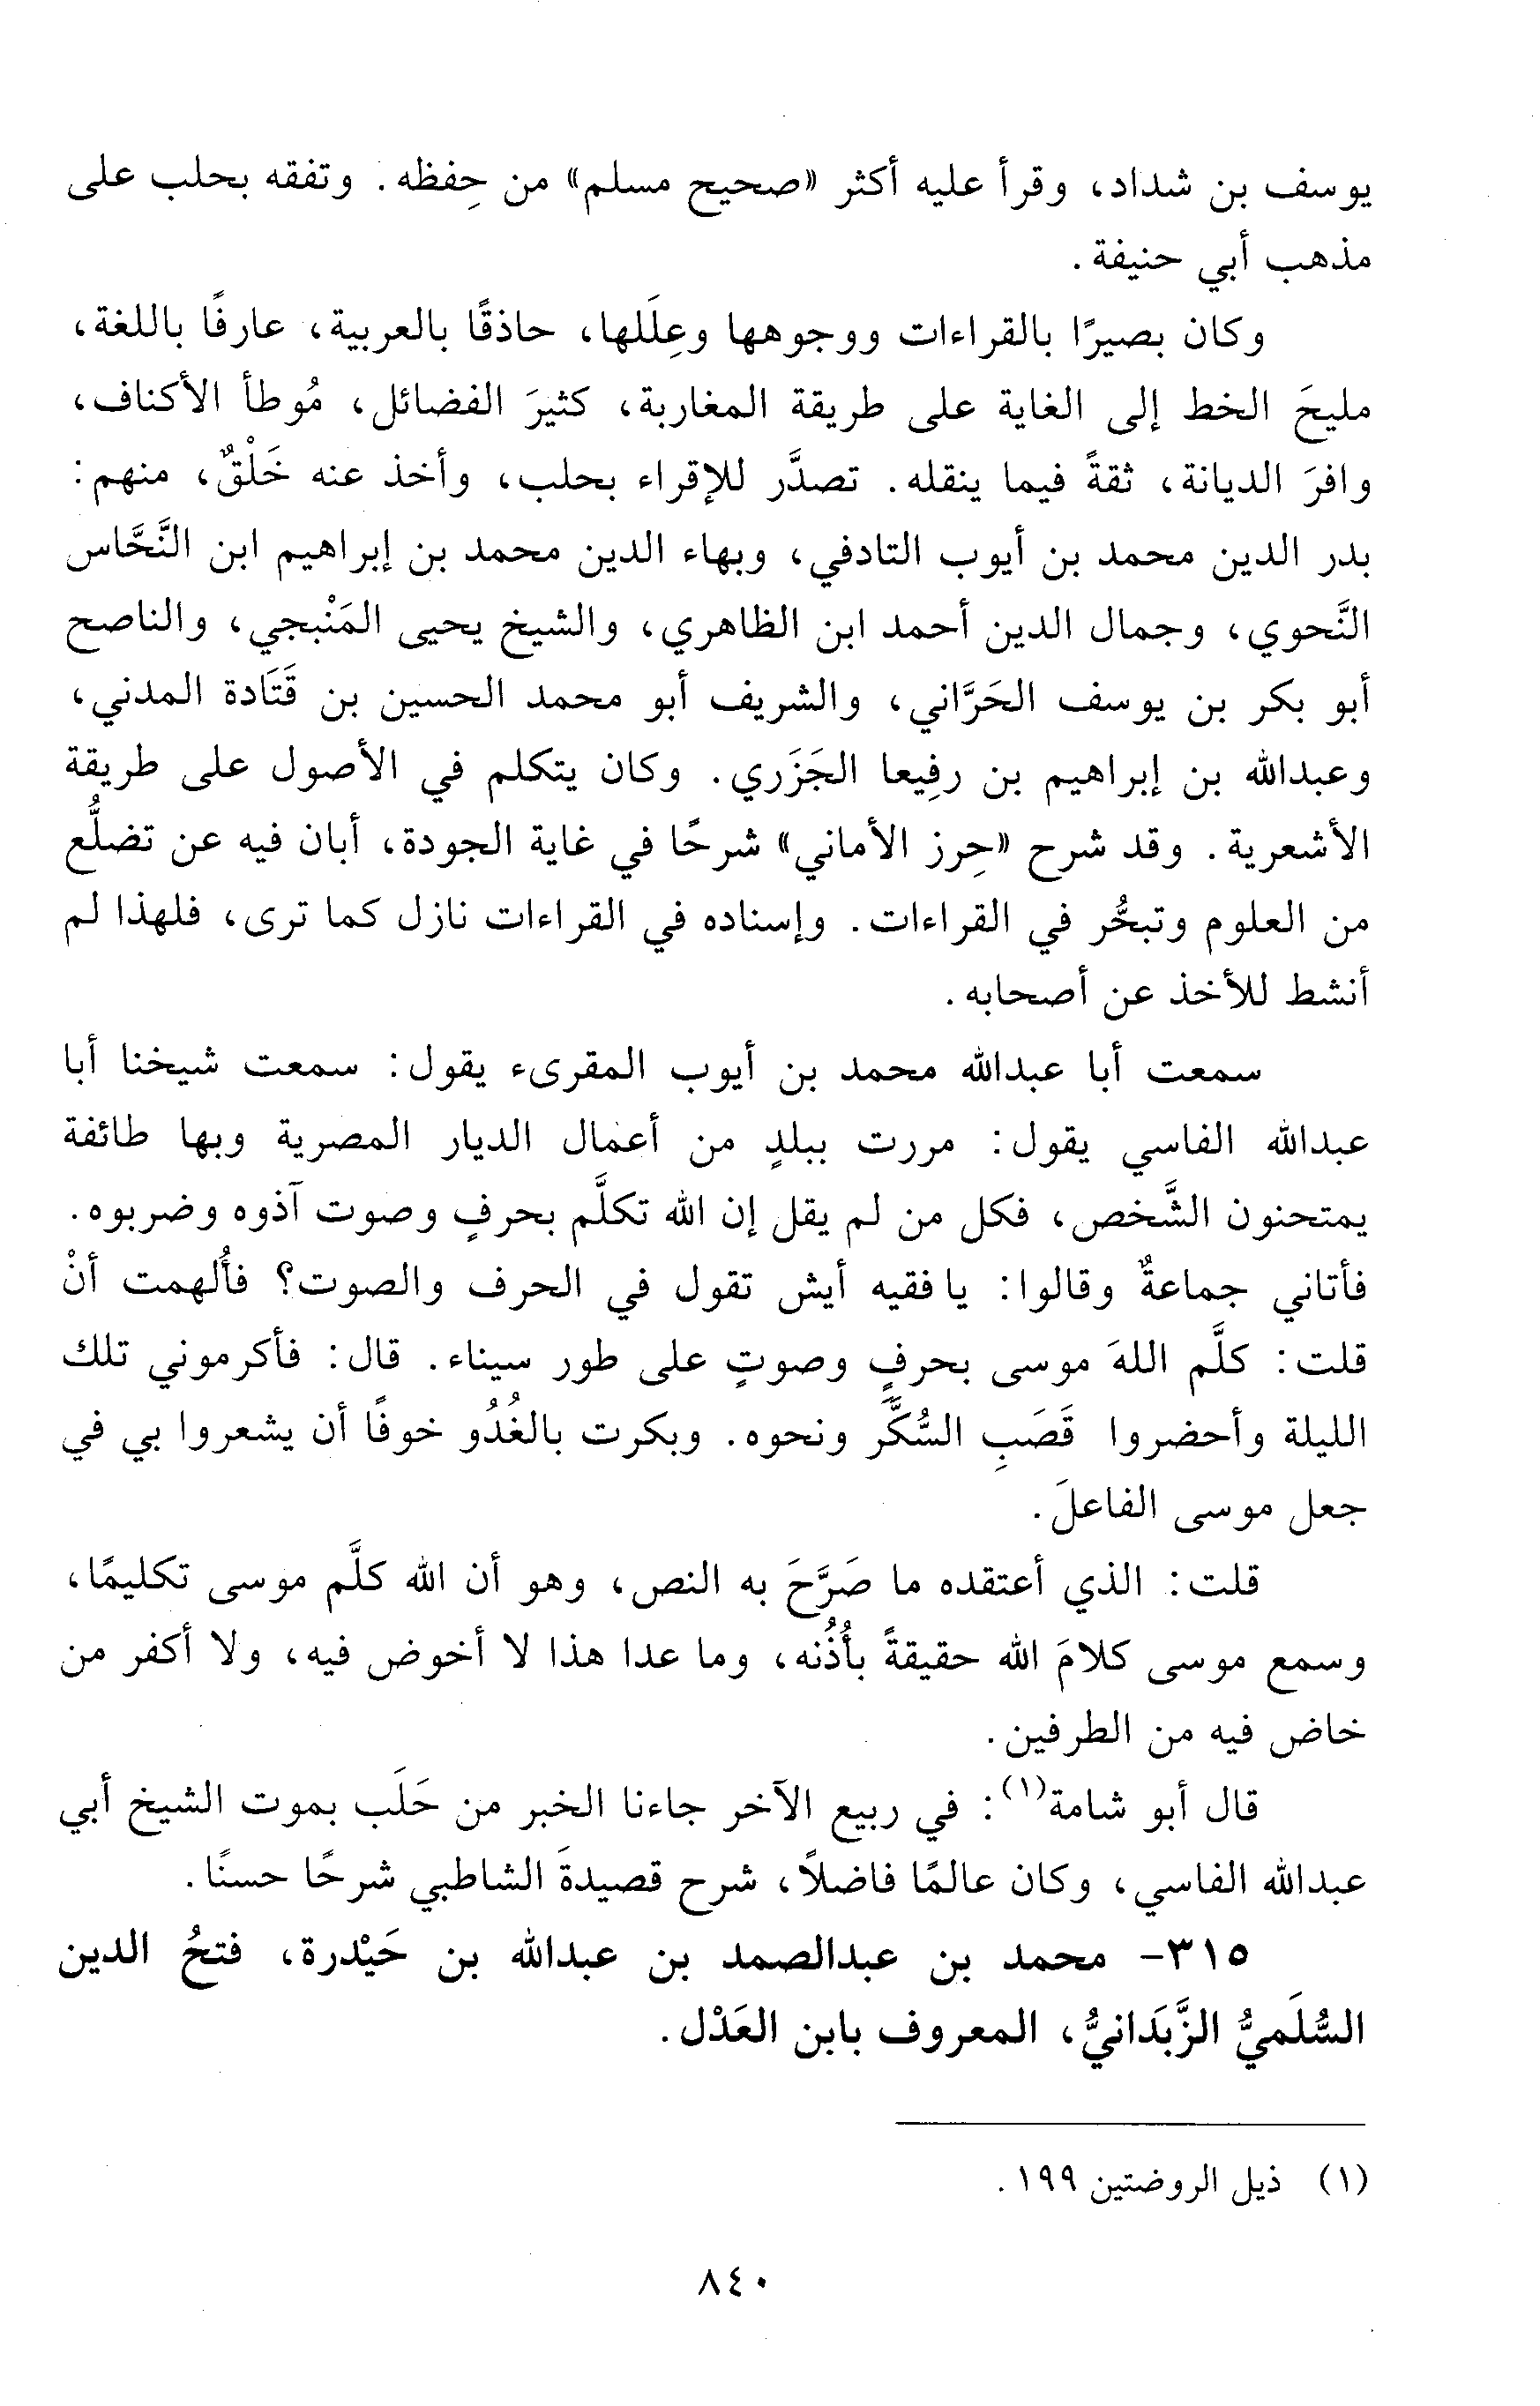 يوسف بن شداد، وقرأ عليه أكثر «صحيح مسلم» من حِفظه. وتفقه بحلب على
مذهب أبي حنيفة.
وكان بصيرًا بالقراءات ووجوهها وعِلَلها، حاذقًا بالعربية، عارفًا باللغة،
مليحَ الخط إلى الغاية على طريقة المغاربة، كثيرَ الفضائل، مُوطأ الأكناف،
وافرَ الديانة، ثقةً فيما ينقله. تصدَّر للإقراء بحلب، وأخذ عنه خَلْقٌ، منهم:
بدر الدين محمد بن أيوب التادفي، وبهاء الدين محمد بن إبراهيم ابن النَّحَّاس
النَّحوي، وجمال الدين أحمد ابن الظاهري، والشيخ يحيى المَنْبجي، والناصح
أبو بكر بن يوسف الحَرَّاني، والشريف أبو محمد الحسين بن قَتَادة المدني،
وعبدالله بن إبراهيم بن رفِيعا الجَزَري. وكان يتكلم في الأصول على طريقة
الأشعرية. وقد شرح «حِرز الأماني» شرحًا في غاية الجودة، أبان فيه عن تضلُّع
من العلوم وتبحُّر في القراءات. وإسناده في القراءات نازل كما ترى، فلهذا لم
أنشط للأخذ عن أصحابه.
سمعت أبا عبدالله محمد بن أيوب المقرىء يقول: سمعت شيخنا أبا
عبدالله الفاسي يقول: مررت ببلدٍ من أعمال الديار المصرية وبها طائفة
يمتحنون الشَّخص، فكل من لم يقل إن الله تكلَّم بحرفٍ وصوت آذوه وضربوه.
فأتاني جماعةٌ وقالوا: يا فقيه أيش تقول في الحرف والصوت؟ فأُلهمت أنْ
قلت: كلَّم اللهَ موسى بحرفٍ وصوتٍ على طور سيناء. قال: فأكرموني تلك
الليلة وأحضروا قَصَبِ السُّكَّر ونحوه. وبكرت بالغُدُو خوفًا أن يشعروا بي في
جعل موسى الفاعلَ.
قلت: الذي أعتقده ما صَرَّحَ به النص، وهو أن الله كلَّم موسى تكليمًا،
وسمع موسى كلامَ الله حقيقةً بأُذُنه، وما عدا هذا لا أخوض فيه، ولا أكفر من
خاض فيه من الطرفين.
قال أبو شامة(١): في ربيع الآخر جاءنا الخبر من حَلَب بموت الشيخ أبي
عبدالله الفاسي، وكان عالمًا فاضلاً، شرح قصيدةَ الشاطبي شرحًا حسنًا.
٣١٥- محمد بن عبدالصمد بن عبدالله بن حَيْدرة، فتحُ الدين
السُّلَميُّ الزَّبَدانيُّ، المعروف بابن العَدْل.
(١) ذيل الروضتين ١٩٩.
٨٤٠